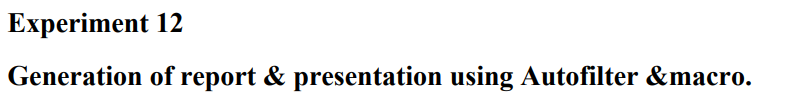 Experiment 12
Generation of report & presentation using Autofilter &macro.